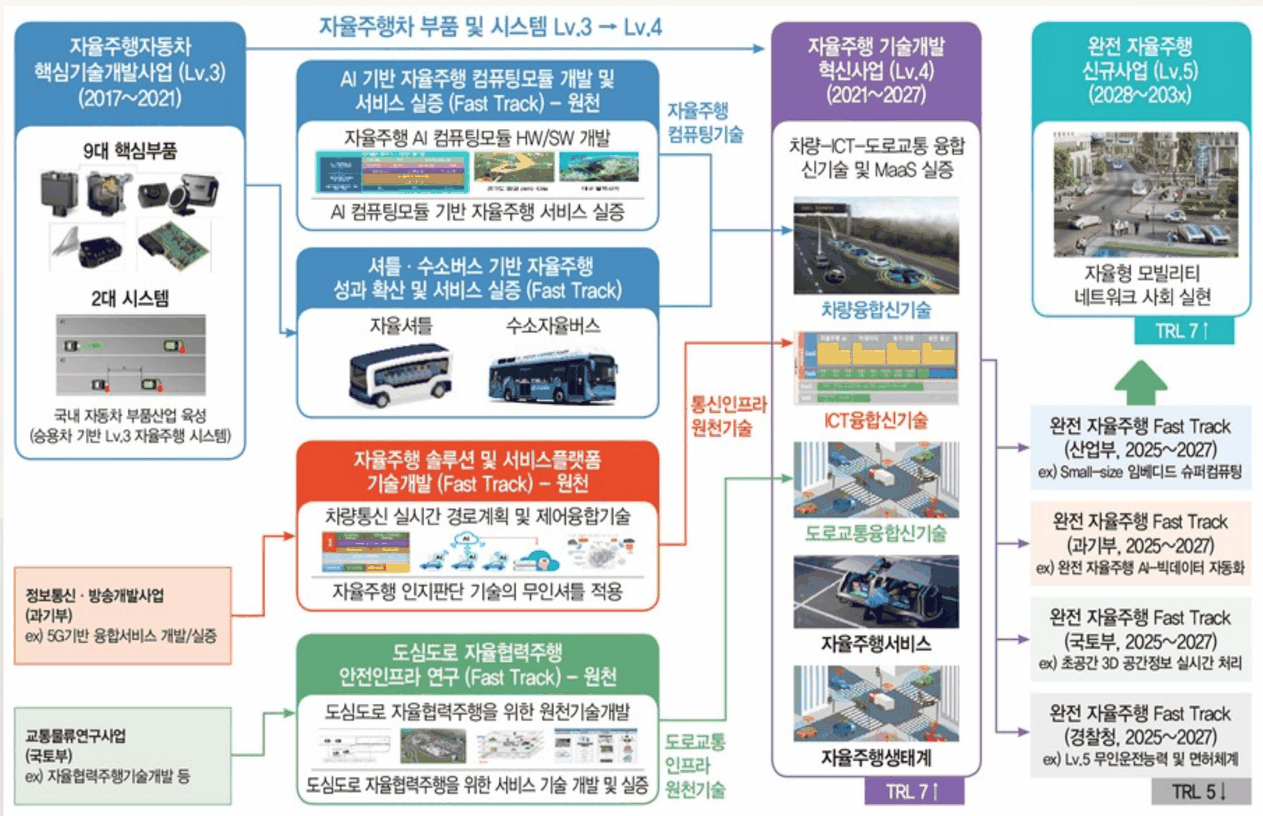 자율주행차 부품 및 시스템 Lv.3 → Lv.4
자율주행자동차
핵심기술개발사업 (Lv.3)
(2017~2021)
9대 핵심부품
2대 시스템
국내 자동차 부품산업 육성
(승용차 기반 Lv.3 자율주행 시스템)
정보통신·방송개발사업
(과기부)
ex) 5G기반 융합서비스 개발/실증
교통물류연구사업
(국토부)
ex) 자율협력주행기술개발 등
AI 기반 자율주행 컴퓨팅모듈 개발 및
서비스 실증 (Fast Track) – 원천
자율주행 AI 컴퓨팅모듈 HW/SW 개발
AI 컴퓨팅모듈 기반 자율주행 서비스 실증
셔틀·수소버스 기반 자율주행
성과 확산 및 서비스 실증 (Fast Track)
자율셔틀
수소자율버스
자율주행 솔루션 및 서비스플랫폼
기술개발 (Fast Track) – 원천
차량통신 실시간 경로계획 및 제어융합기술
AI
AI
AI
AI
자율주행 인지판단 기술의 무인셔틀 적용
도심도로 자율협력주행
안전인프라 연구 (Fast Track) – 원천
도심도로 자율협력주행을 위한 원천기술개발
도심도로 자율협력주행을 위한 서비스 기술 개발 및 실증
자율주행
컴퓨팅기술
통신인프라
원천기술
도로교통
인프라
원천기술
자율주행 기술개발
혁신사업 (Lv.4)
(2021~2027)
차량–ICT–도로교통 융합
신기술 및 MaaS 실증
차량융합신기술
ICT융합신기술
도로교통융합신기술
자율주행서비스
자율주행생태계
TRL 7↑
완전 자율주행
신규사업 (Lv.5)
(2028~203x)
자율형 모빌리티
네트워크 사회 실현
TRL 7↑
완전 자율주행 Fast Track
(산업부, 2025~2027)
ex) Small–size 임베디드 슈퍼컴퓨팅
완전 자율주행 Fast Track
(과기부, 2025~2027)
ex) 완전 자율주행 AI–빅데이터 자동화
완전 자율주행 Fast Track
(국토부, 2025~2027)
ex) 초공간 3D 공간정보 실시간 처리
완전 자율주행 Fast Track
(경찰청, 2025~2027)
ex) Lv.5 무인운전능력 및 면허체계
TRL 5↓